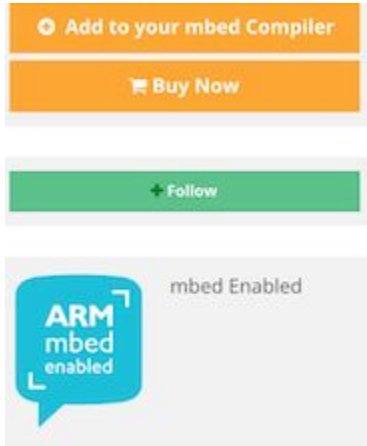 Add to your mbed Compiler
Buy Now
Follow
mbed Enabled
ARM
mbed
enabled